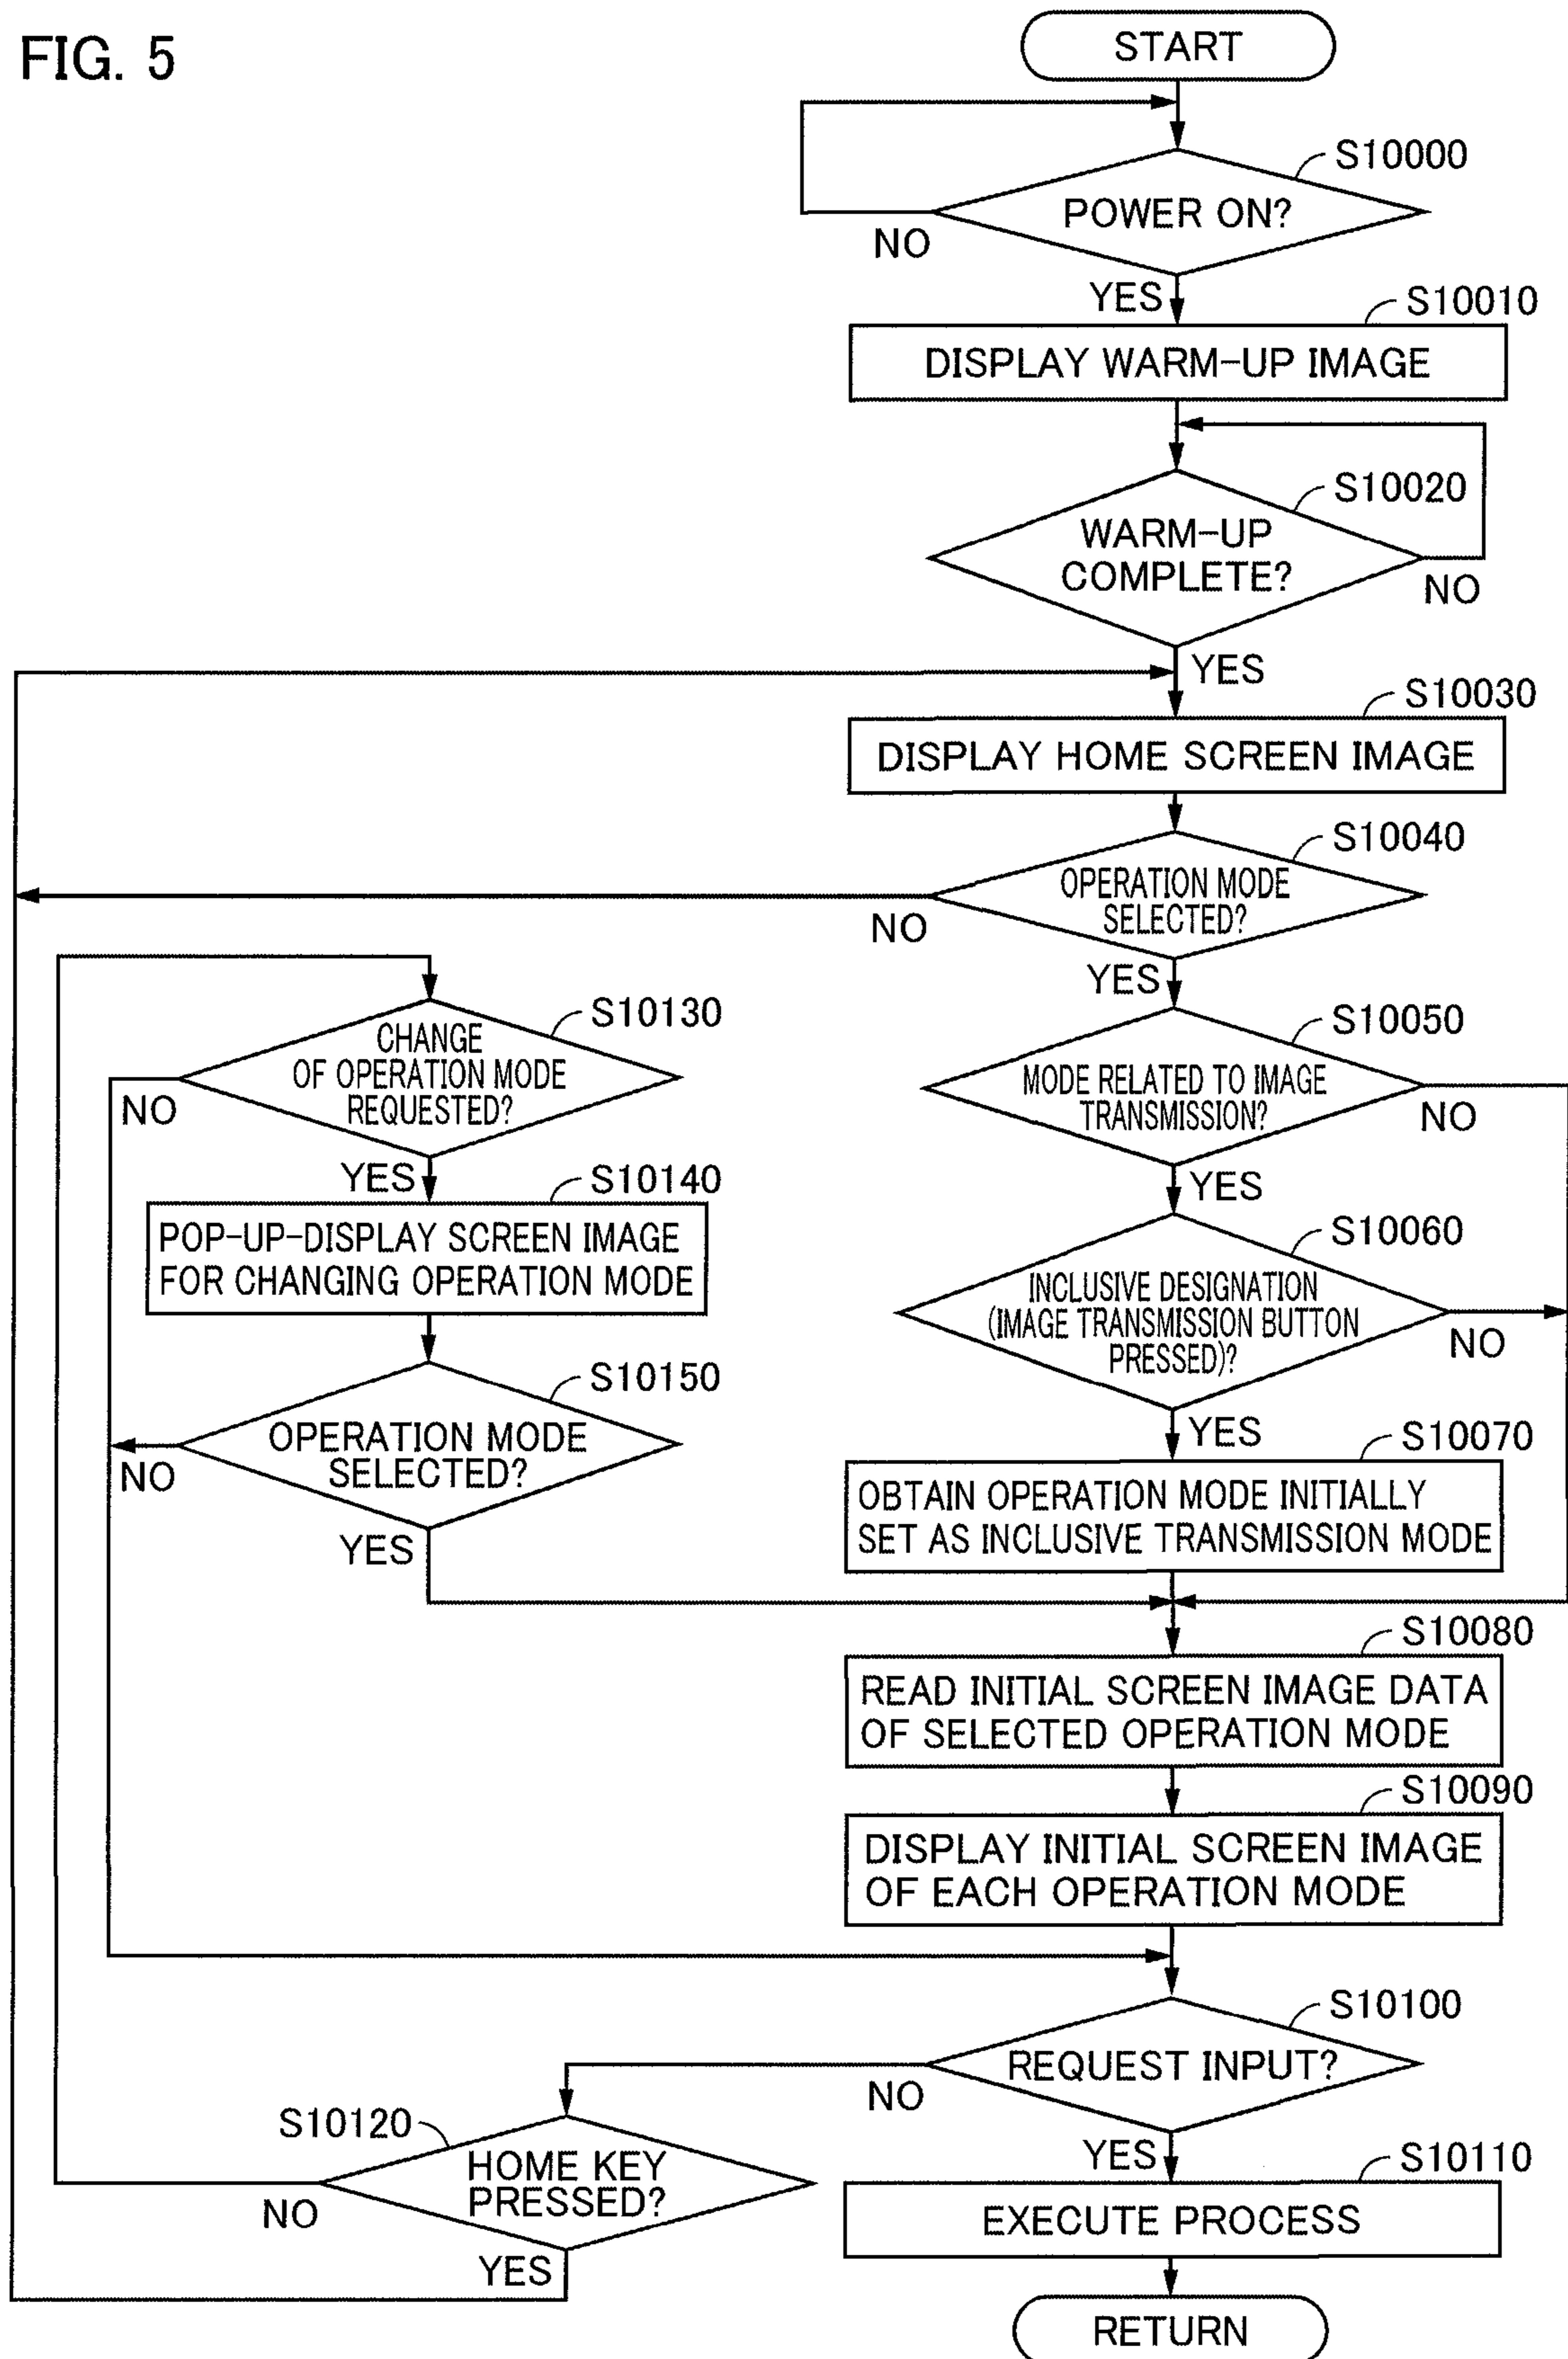 FIG. 5
START
S10000
POWER ON?
NO
YES
S10010
DISPLAY WARM-UP IMAGE
S10020
WARM-UP
COMPLETE?
NO
YES
S10030
DISPLAY HOME SCREEN IMAGE
S10040
OPERATION MODE
SELECTED?
NO
YES
S10050
MODE RELATED TO IMAGE
TRANSMISSION?
NO
YES
S10060
INCLUSIVE DESIGNATION
(IMAGE TRANSMISSION BUTTON
PRESSED)?
NO
YES
S10070
OBTAIN OPERATION MODE INITIALLY
SET AS INCLUSIVE TRANSMISSION MODE
S10130
CHANGE
OF OPERATION MODE
REQUESTED?
NO
YES
S10140
POP-UP-DISPLAY SCREEN IMAGE
FOR CHANGING OPERATION MODE
S10150
OPERATION MODE
SELECTED?
NO
YES
S10080
READ INITIAL SCREEN IMAGE DATA
OF SELECTED OPERATION MODE
S10090
DISPLAY INITIAL SCREEN IMAGE
OF EACH OPERATION MODE
S10100
REQUEST INPUT?
NO
YES
S10120
HOME KEY
PRESSED?
NO
YES
S10110
EXECUTE PROCESS
RETURN